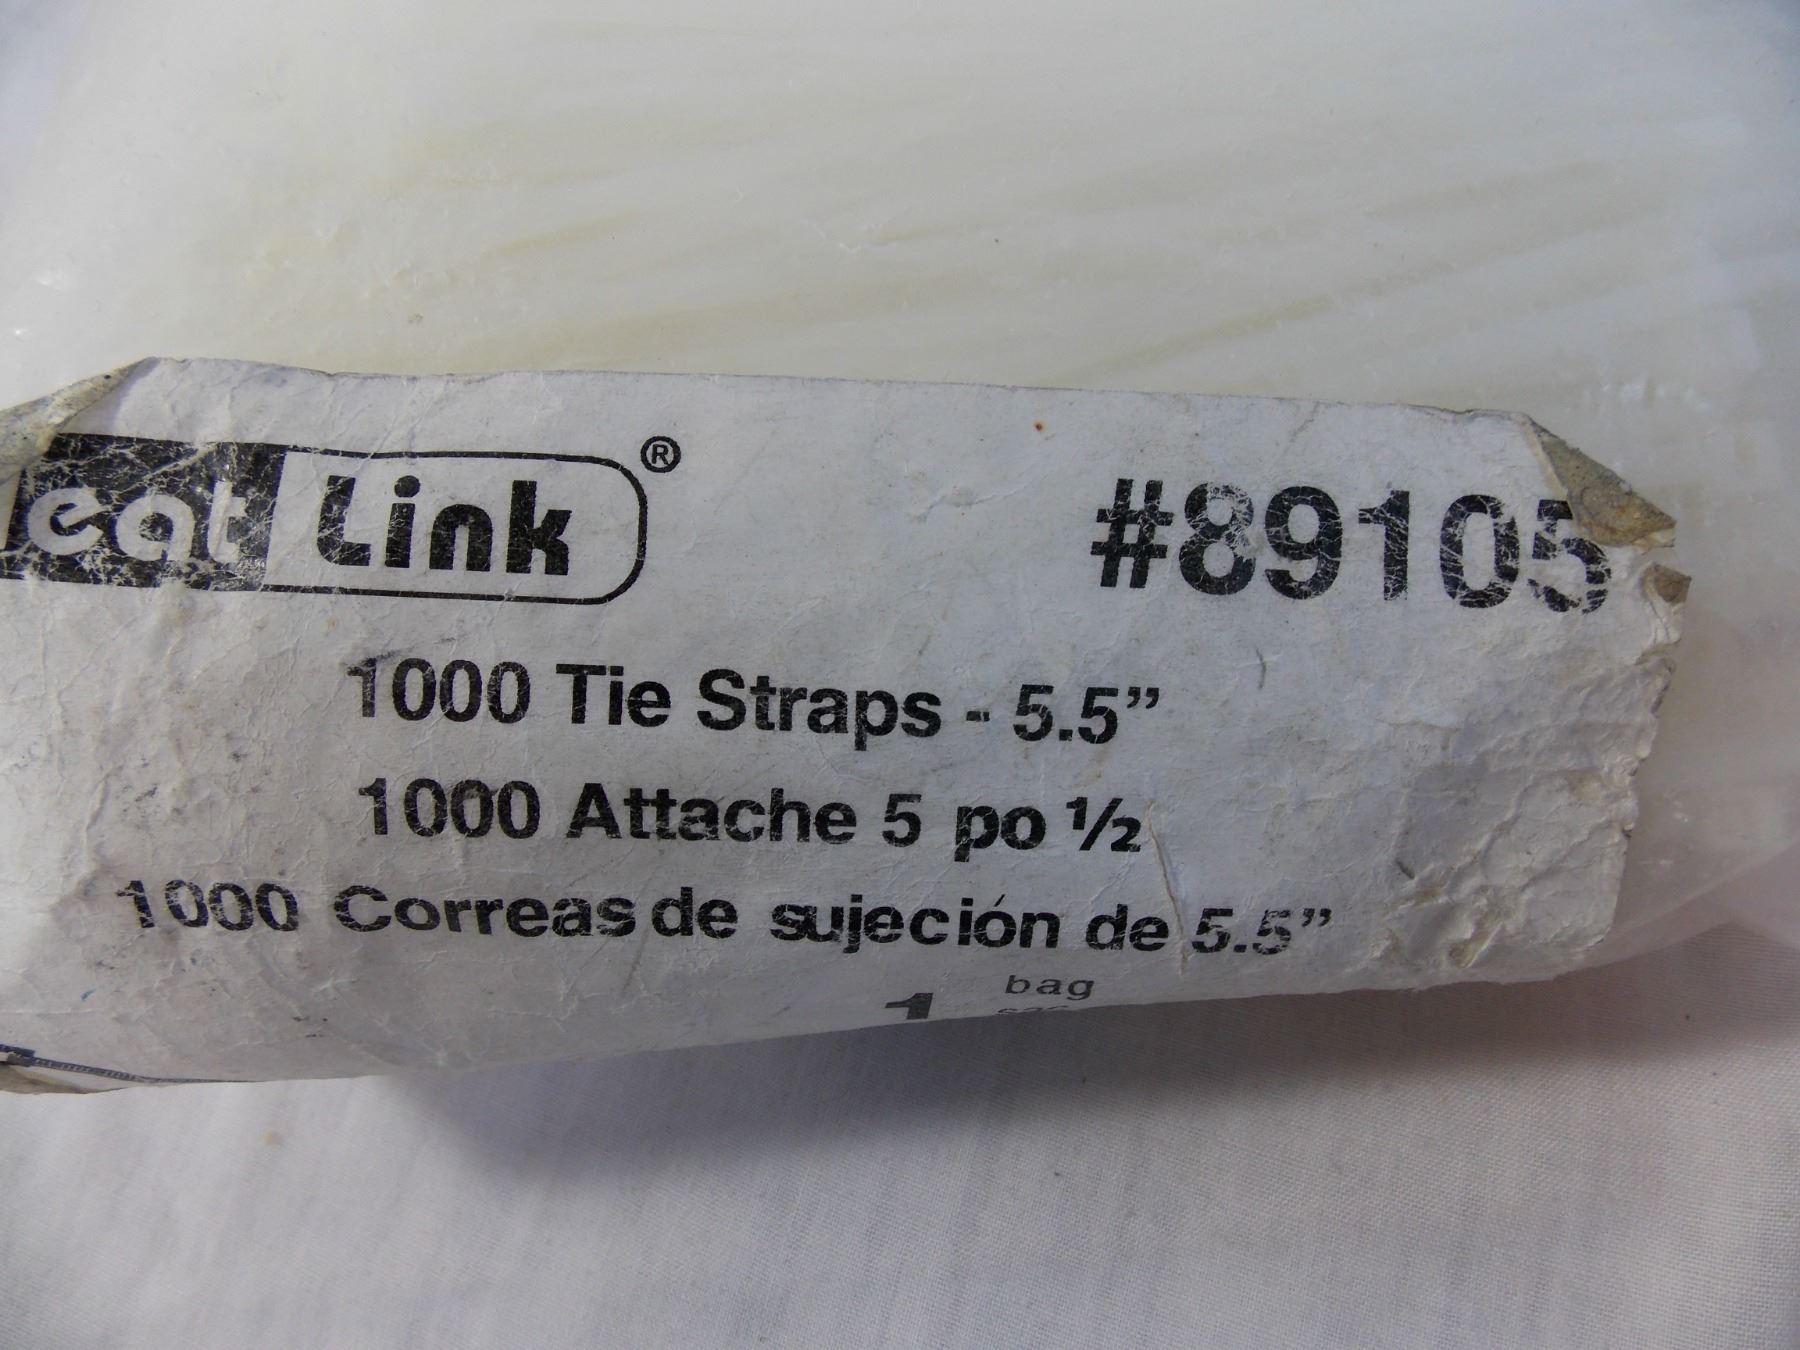 eat Link®
#89105
1000 Tie Straps - 5.5”
1000 Attache 5 po ½
1000 Correas de sujeción de 5.5”
1 bag